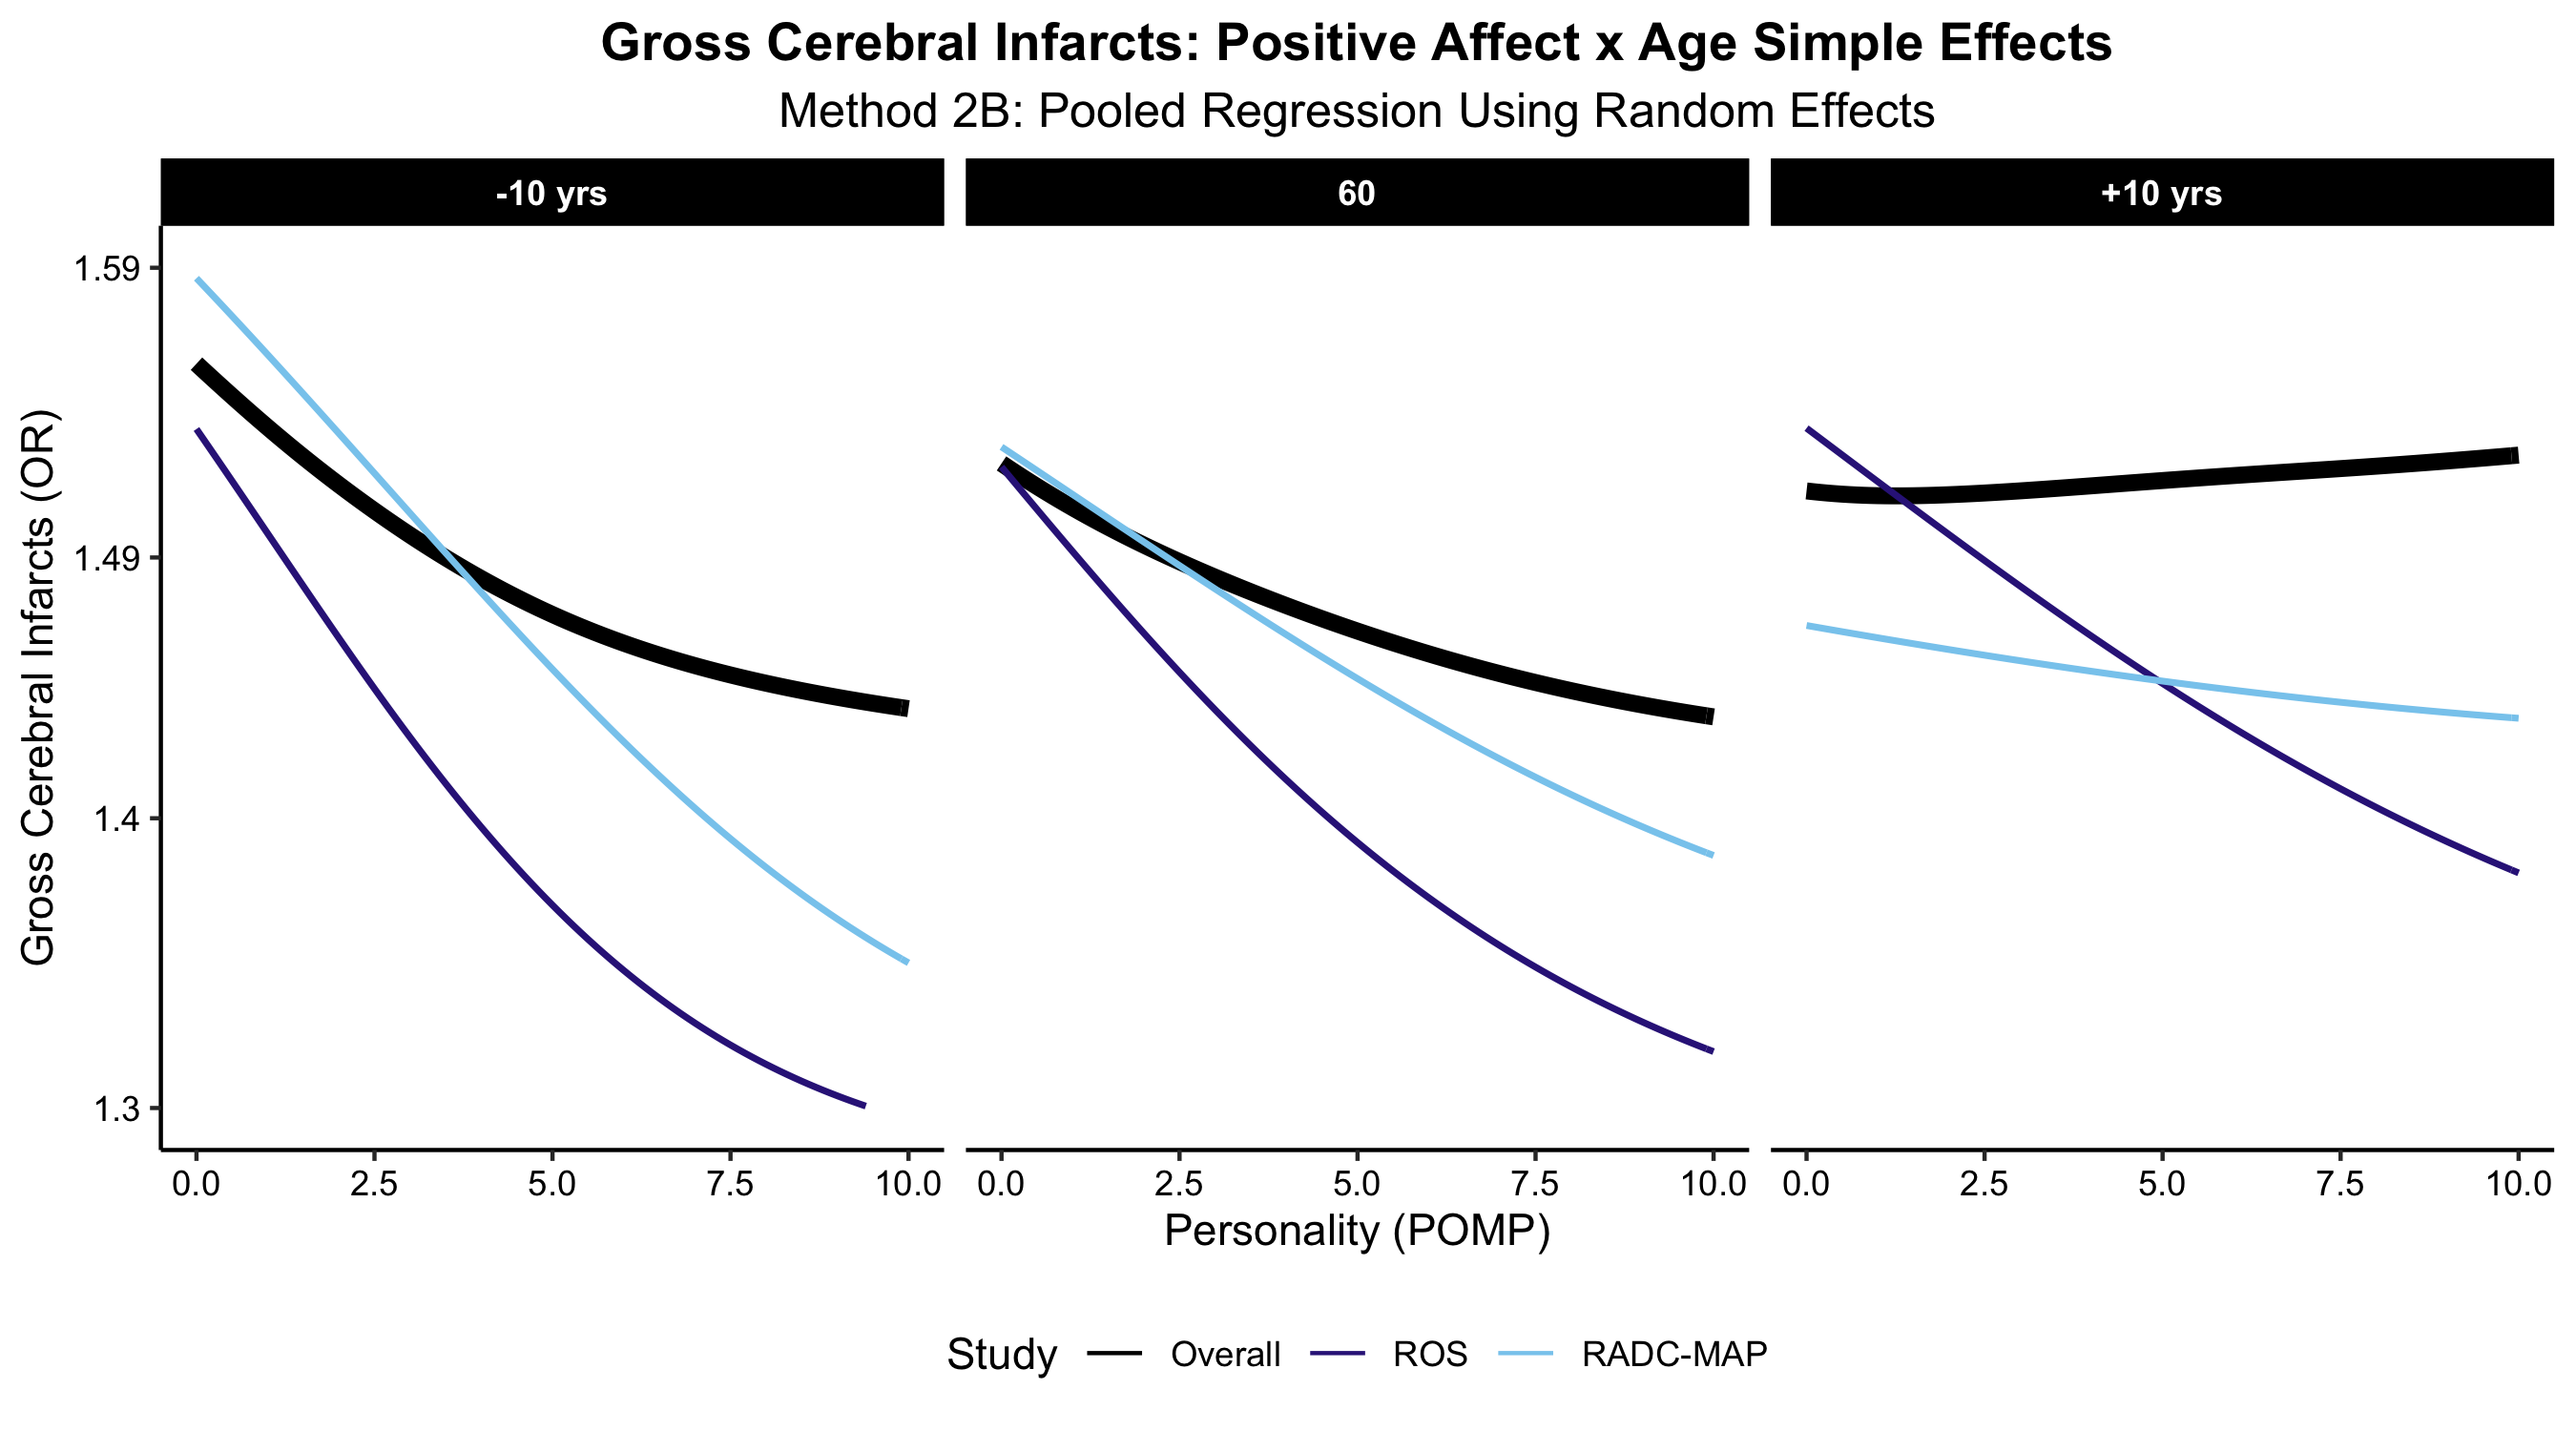 Gross Cerebral Infarcts: Positive Affect x Age Simple Effects
Method 2B: Pooled Regression Using Random Effects
-10 yrs 60 +10 yrs
Gross Cerebral Infarcts (OR)
1.59
1.49
1.4
1.3
0.0 2.5 5.0 7.5 10.0 0.0 2.5 5.0 7.5 10.0 0.0 2.5 5.0 7.5 10.0
Personality (POMP)
Study Overall ROS RADC-MAP